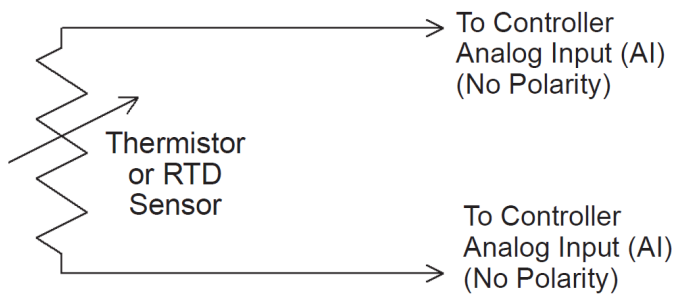 To Controller
Analog Input (AI)
(No Polarity)
Thermistor
or RTD
Sensor
To Controller
Analog Input (AI)
(No Polarity)